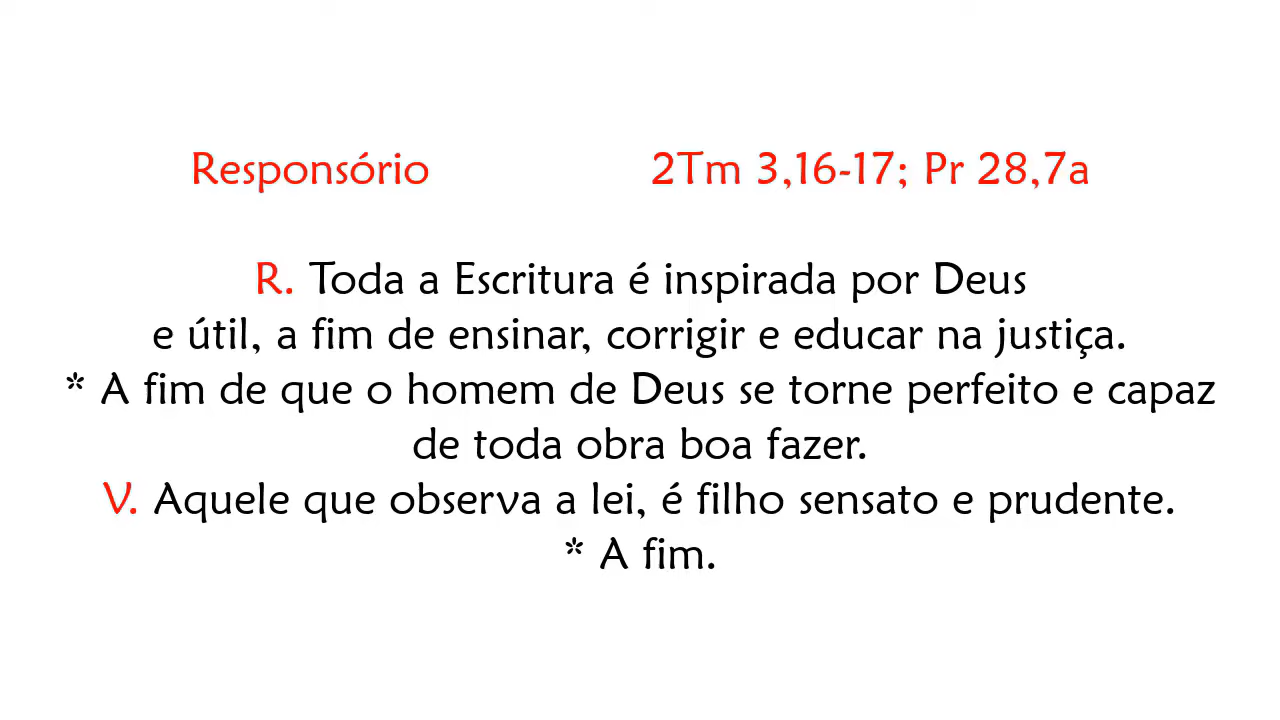 Responsório 2Tm 3,16-17; Pr 28,7a
R. Toda a Escritura é inspirada por Deus
e útil, a fim de ensinar, corrigir e educar na justiça.
* A fim de que o homem de Deus se torne perfeito e capaz
de toda obra boa fazer.
V. Aquele que observa a lei, é filho sensato e prudente.
* A fim.